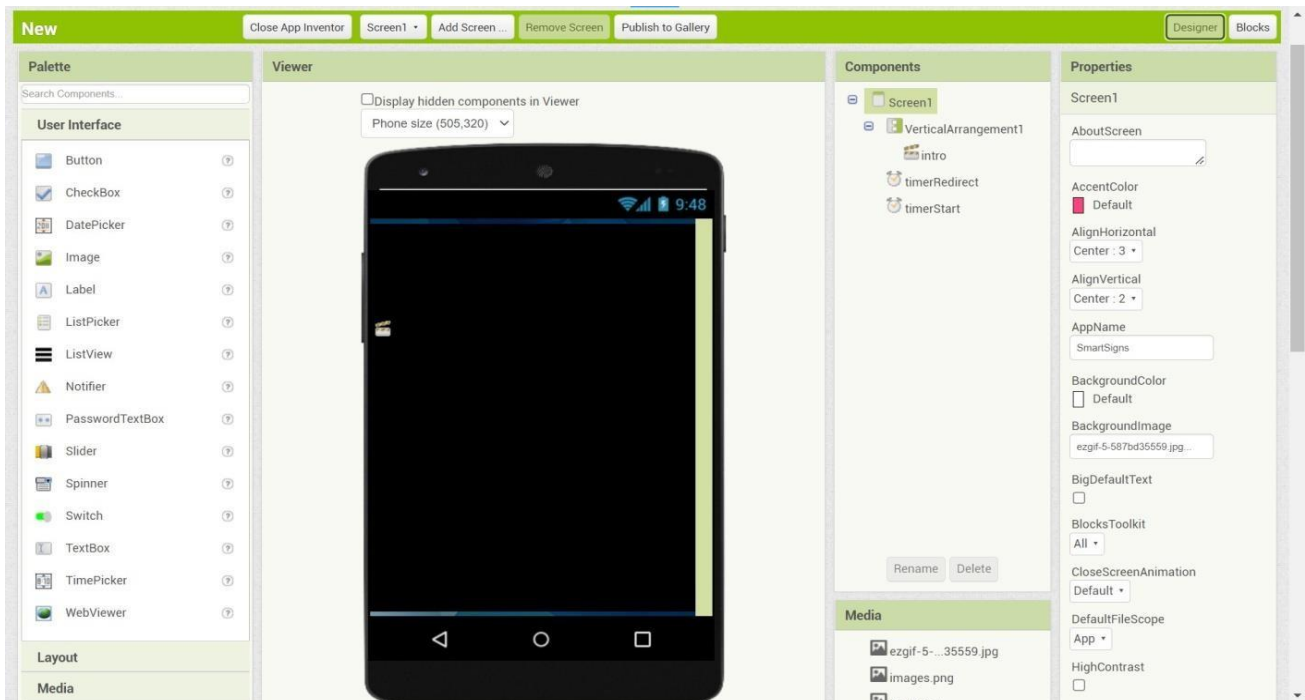 New
Close App Inventor
Screen1
Add Screen ...
Remove Screen
Publish to Gallery
Designer
Blocks
Palette
Search Components...
User Interface
Button
CheckBox
DatePicker
Image
Label
ListPicker
ListView
Notifier
PasswordTextBox
Slider
Spinner
Switch
TextBox
TimePicker
WebViewer
Layout
Media
Viewer
Display hidden components in Viewer
Phone size (505,320)
9:48
Components
Screen1
VerticalArrangement1
intro
timerRedirect
timerStart
Rename
Delete
Media
ezgif-5-...35559.jpg
images.png
Properties
Screen1
AboutScreen
AccentColor
Default
AlignHorizontal
Center : 3
AlignVertical
Center : 2
AppName
SmartSigns
BackgroundColor
Default
BackgroundImage
ezgif-5-587bd35559.jpg...
BigDefaultText
BlocksToolkit
All
CloseScreenAnimation
Default
DefaultFileScope
App
HighContrast